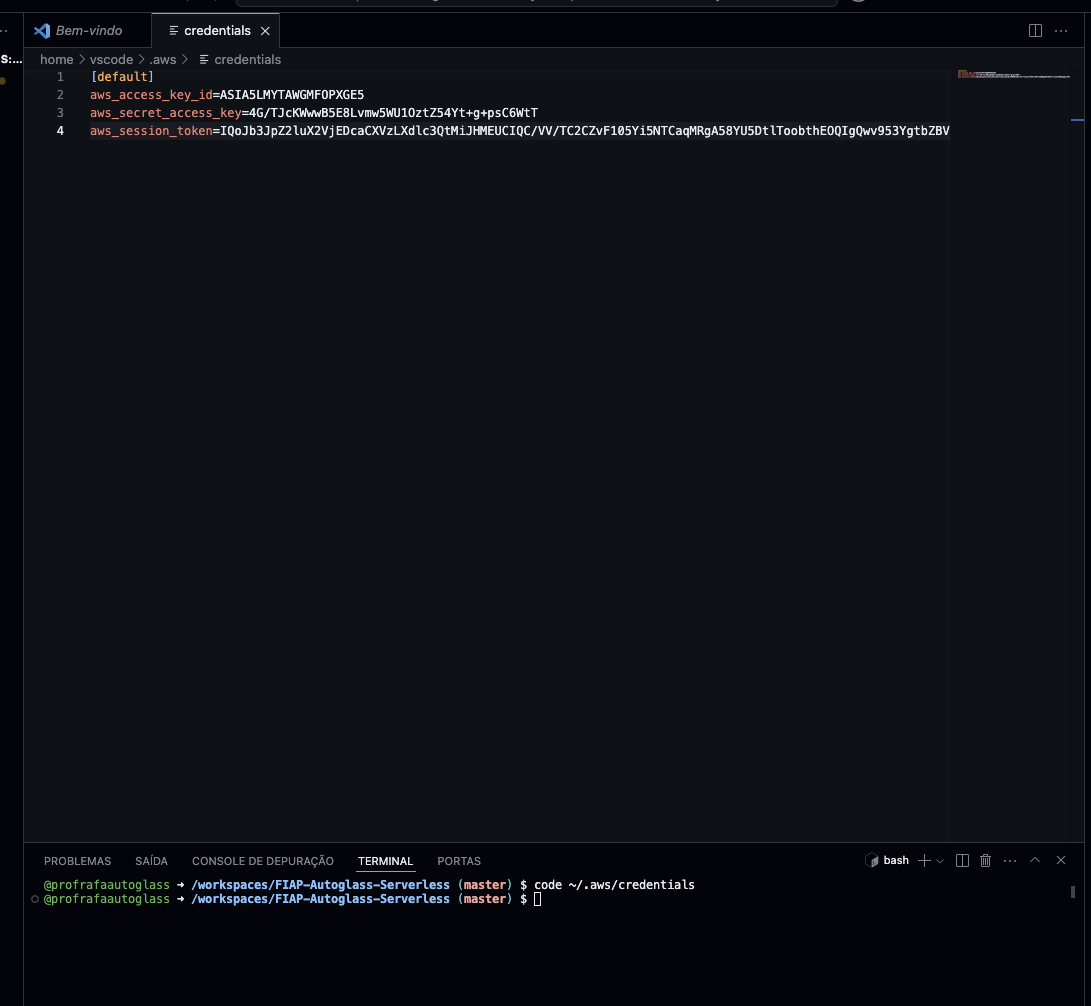 Bem-vindo
credentials
S:...
home > vscode > .aws > credentials
1 [default]
2 aws_access_key_id=ASIA5LMYTAWGMFOPXGE5
3 aws_secret_access_key=4G/TJcKWwwB5E8Lvmw5WU1OztZ54Yt+g+psC6WtT
4 aws_session_token=IQoJb3JpZ2luX2VjEDcaCXVzLXdlc3QtMiJHMEUCIQC/VV/TC2CZvF105Yi5NTCaqMRgA58YU5DtlToobthEOQIgQwv953YgtbZBV
PROBLEMAS SAÍDA CONSOLE DE DEPURAÇÃO TERMINAL PORTAS bash
@profrafaautoglass ➜ /workspaces/FIAP-Autoglass-Serverless (master) $ code ~/.aws/credentials
@profrafaautoglass ➜ /workspaces/FIAP-Autoglass-Serverless (master) $